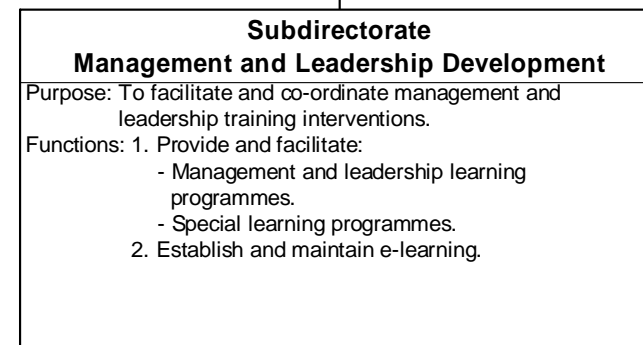 Subdirectorate
Management and Leadership Development
Purpose: To facilitate and co-ordinate management and
leadership training interventions.
Functions: 1. Provide and facilitate:
- Management and leadership learning
programmes.
- Special learning programmes.
2. Establish and maintain e-learning.